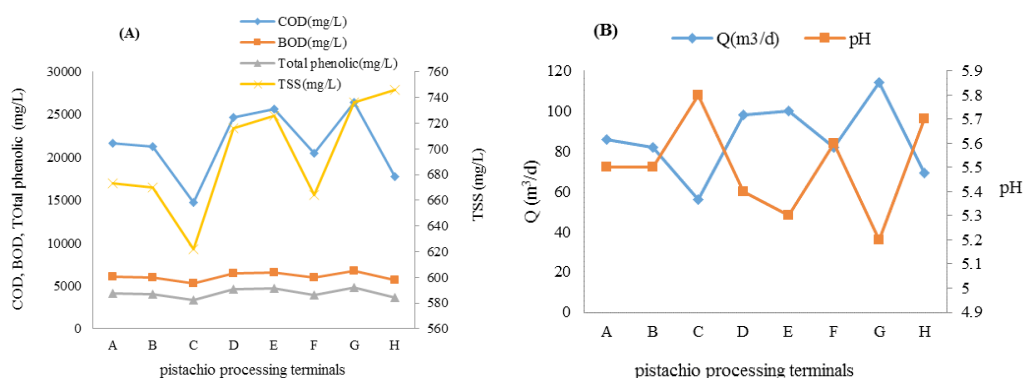 (A)
COD(mg/L)
BOD(mg/L)
Total phenolic(mg/L)
TSS(mg/L)
COD, BOD, TOtal phenolic (mg/L)
30000
25000
20000
15000
10000
5000
0
760
740
720
700
680
660
640
620
600
580
560
TSS (mg/L)
A B C D E F G H
pistachio processing terminals
(B)
Q(m3/d) pH
Q (m³/d)
120
100
80
60
40
20
0
5.9
5.8
5.7
5.6
5.5
5.4
5.3
5.2
5.1
5
4.9
pH
A B C D E F G H
pistachio processing terminals